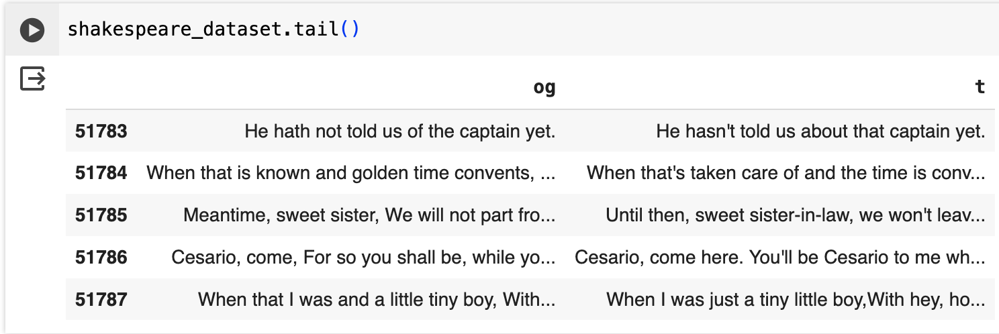 shakespeare_dataset.tail()
og t
51783 He hath not told us of the captain yet. He hasn't told us about that captain yet.
51784 When that is known and golden time convents, ... When that's taken care of and the time is conv...
51785 Meantime, sweet sister, We will not part fro... Until then, sweet sister-in-law, we won't leav...
51786 Cesario, come, For so you shall be, while yo... Cesario, come here. You'll be Cesario to me wh...
51787 When that I was and a little tiny boy, With... When I was just a tiny little boy,With hey, ho...